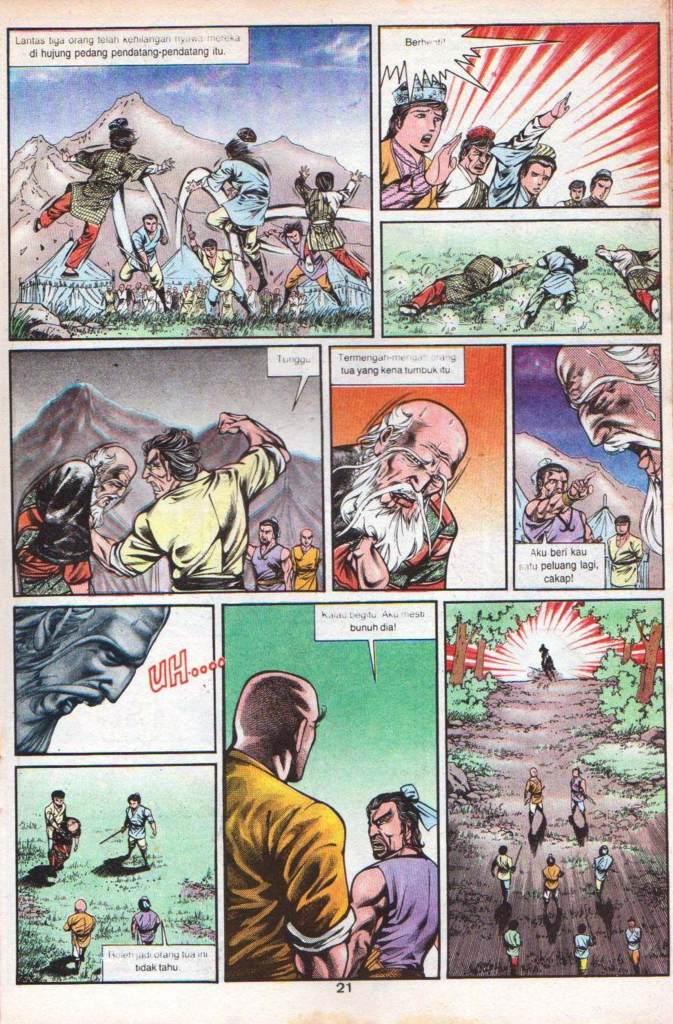 Lantas tiga orang telah kehilangan nyawa mereka
di hujung pedang pendatang-pendatang itu.
Berhenti!
Tunggu!
Termengah-mengah orang
tua yang kena tumbuk itu.
Aku beri kau
satu peluang lagi,
cakap!
UH....
Kalau begitu. Aku mesti
bunuh dia!
Boleh jadi orang tua ini
tidak tahu.
21